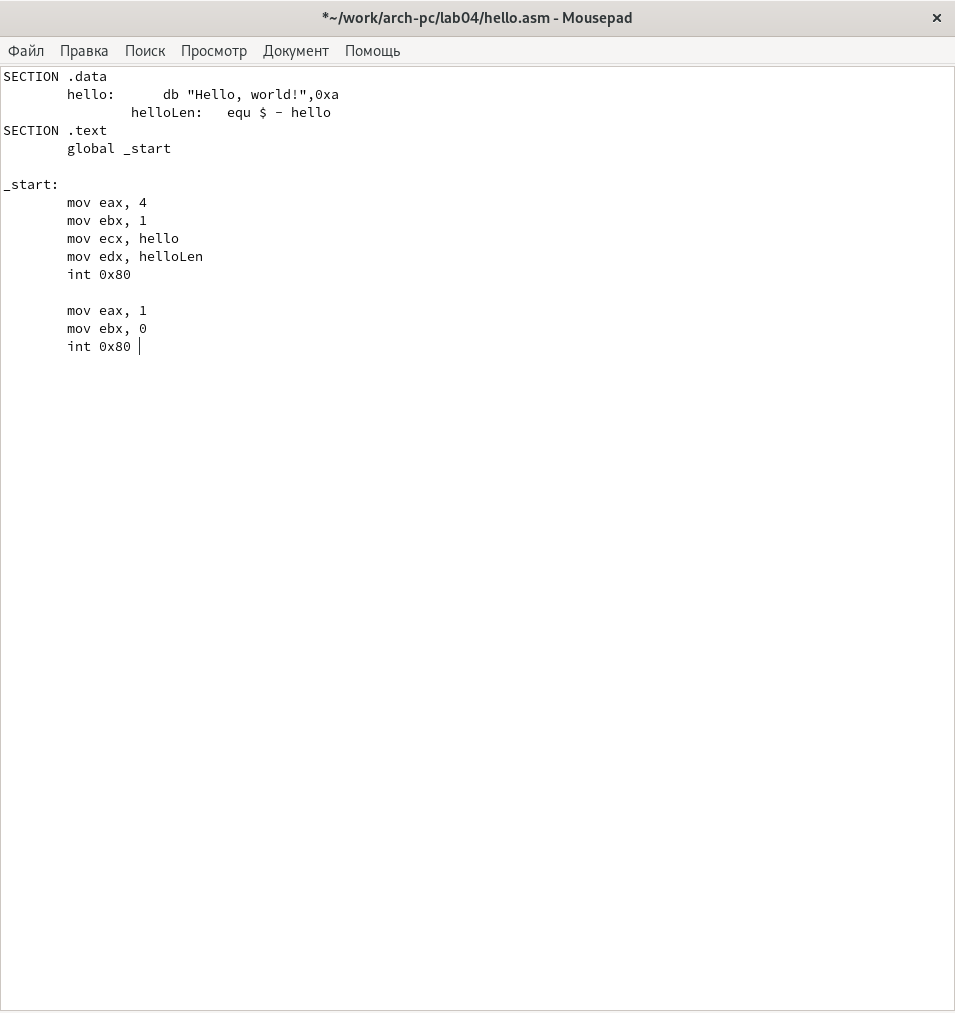 *~/work/arch-pc/lab04/hello.asm - Mousepad
Файл Правка Поиск Просмотр Документ Помощь
SECTION .data
        hello:      db "Hello, world!",0xa
                helloLen:   equ $ - hello
SECTION .text
        global _start

_start:
        mov eax, 4
        mov ebx, 1
        mov ecx, hello
        mov edx, helloLen
        int 0x80

        mov eax, 1
        mov ebx, 0
        int 0x80